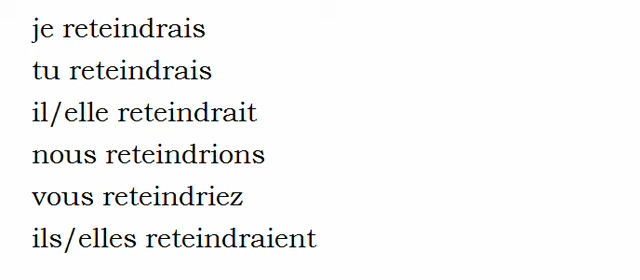 je reteindrais
tu reteindrais
il/elle reteindrait
nous reteindrions
vous reteindriez
ils/elles reteindraient